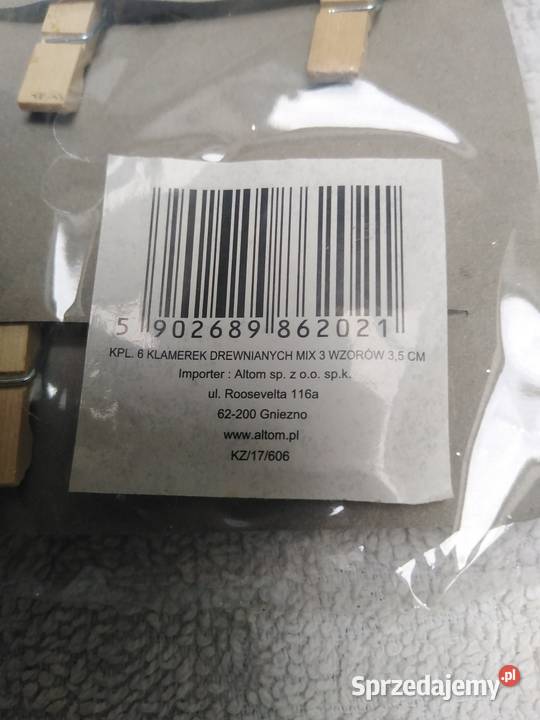 5 902689 862021
KPL. 6 KLAMEREK DREWNIANYCH MIX 3 WZORÓW 3,5 CM
Importer : Altom sp. z o.o. sp.k.
ul. Roosevelta 116a
62-200 Gniezno
www.altom.pl
KZ/17/606
Sprzedajemy.pl